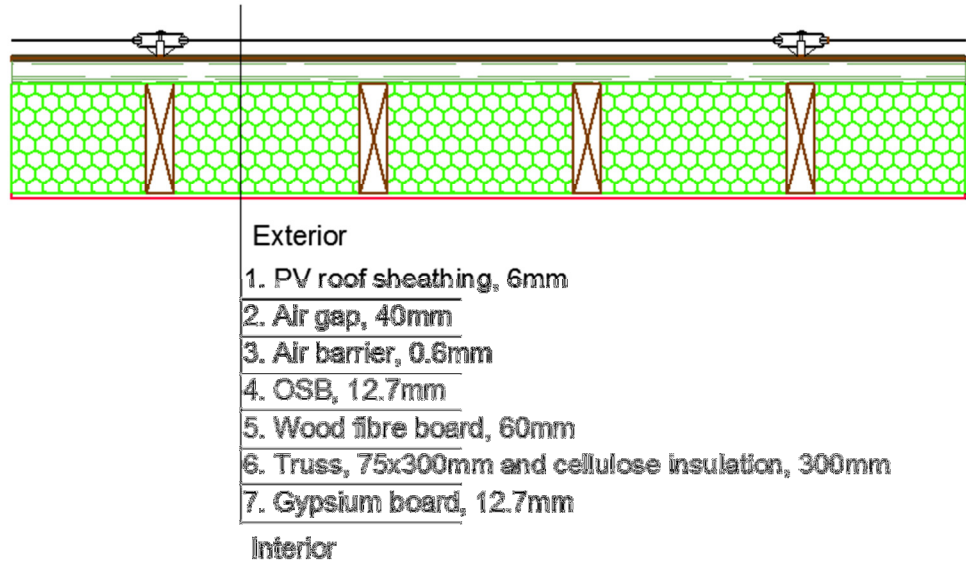 Exterior
1. PV roof sheathing, 6mm
2. Air gap, 40mm
3. Air barrier, 0.6mm
4. OSB, 12.7mm
5. Wood fibre board, 60mm
6. Truss, 75x300mm and cellulose insulation, 300mm
7. Gypsium board, 12.7mm
Interior